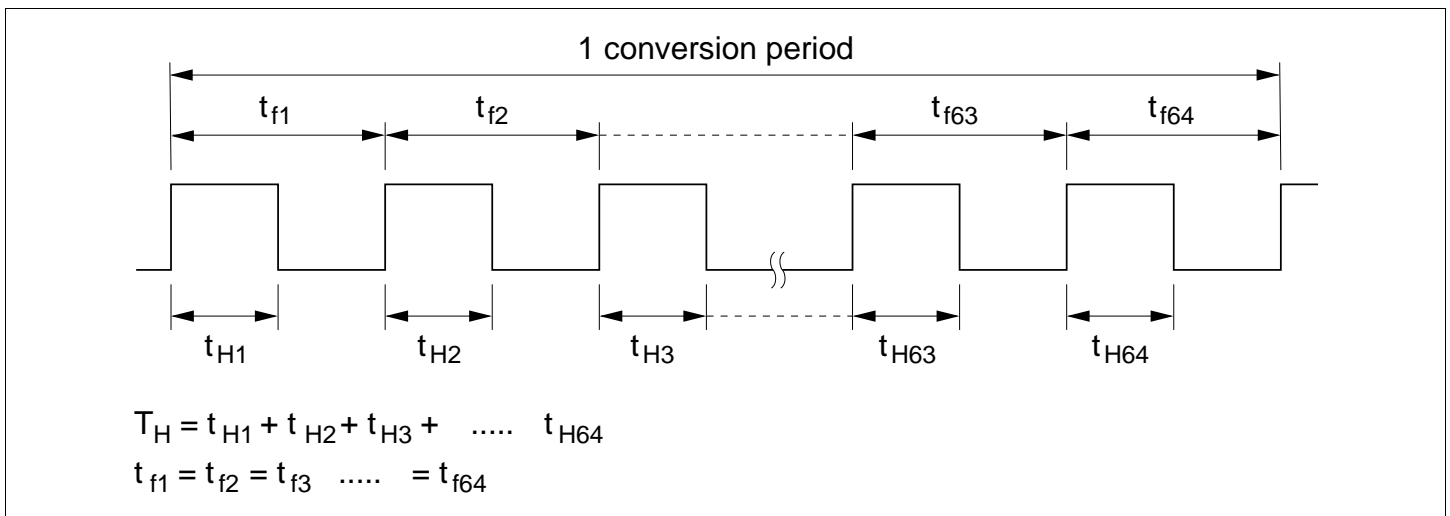 1 conversion period
t f1 t f2 t f63 t f64
t H1 t H2 t H3 t H63 t H64
T H = t H1 + t H2 + t H3 + ..... t H64
t f1 = t f2 = t f3 ..... = t f64